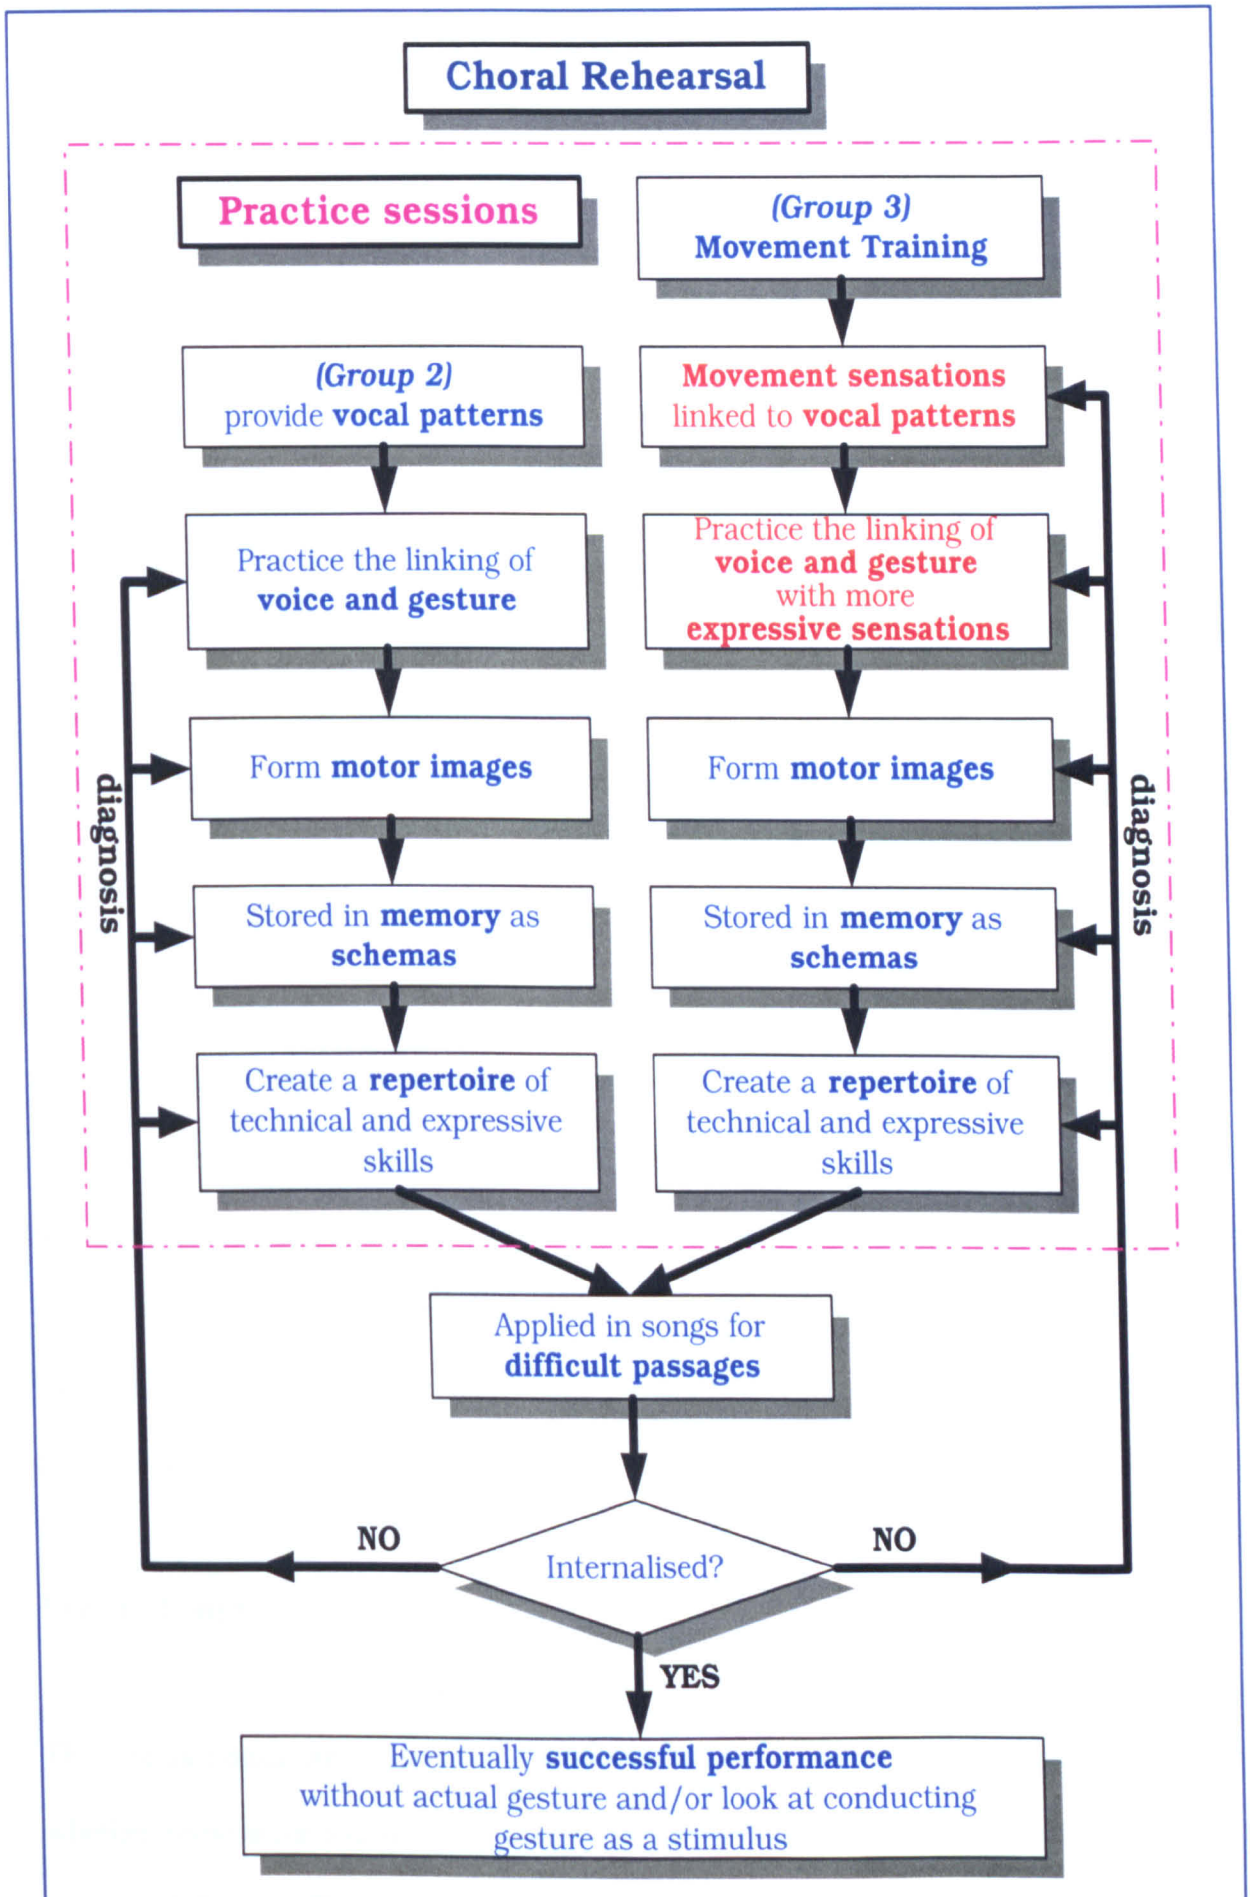 Choral Rehearsal
Practice sessions
(Group 3)
Movement Training
(Group 2)
provide vocal patterns
Movement sensations
linked to vocal patterns
Practice the linking of
voice and gesture
Practice the linking of
voice and gesture
with more
expressive sensations
Form motor images
Form motor images
diagnosis
diagnosis
Stored in memory as
schemas
Stored in memory as
schemas
Create a repertoire of
technical and expressive
skills
Create a repertoire of
technical and expressive
skills
Applied in songs for
difficult passages
NO
Internalised?
NO
YES
Eventually successful performance
without actual gesture and/or look at conducting
gesture as a stimulus